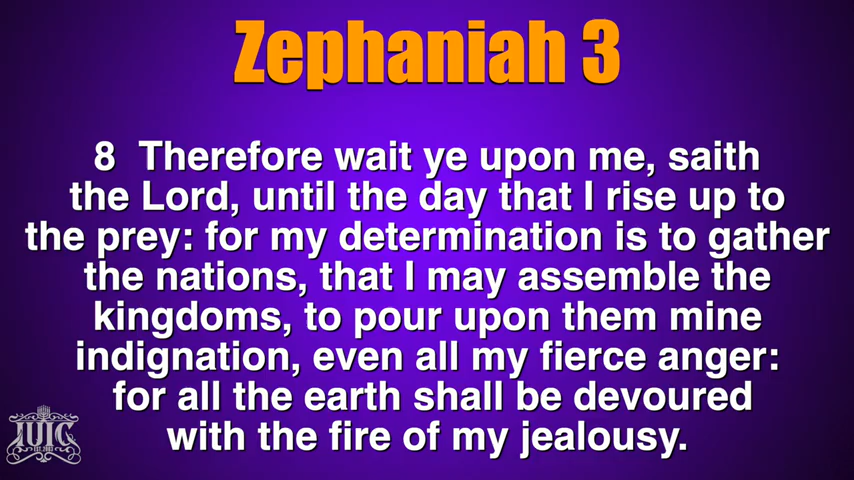 Zephaniah 3
8 Therefore wait ye upon me, saith
the Lord, until the day that I rise up to
the prey: for my determination is to gather
the nations, that I may assemble the
kingdoms, to pour upon them mine
indignation, even all my fierce anger:
for all the earth shall be devoured
with the fire of my jealousy.
IUIC